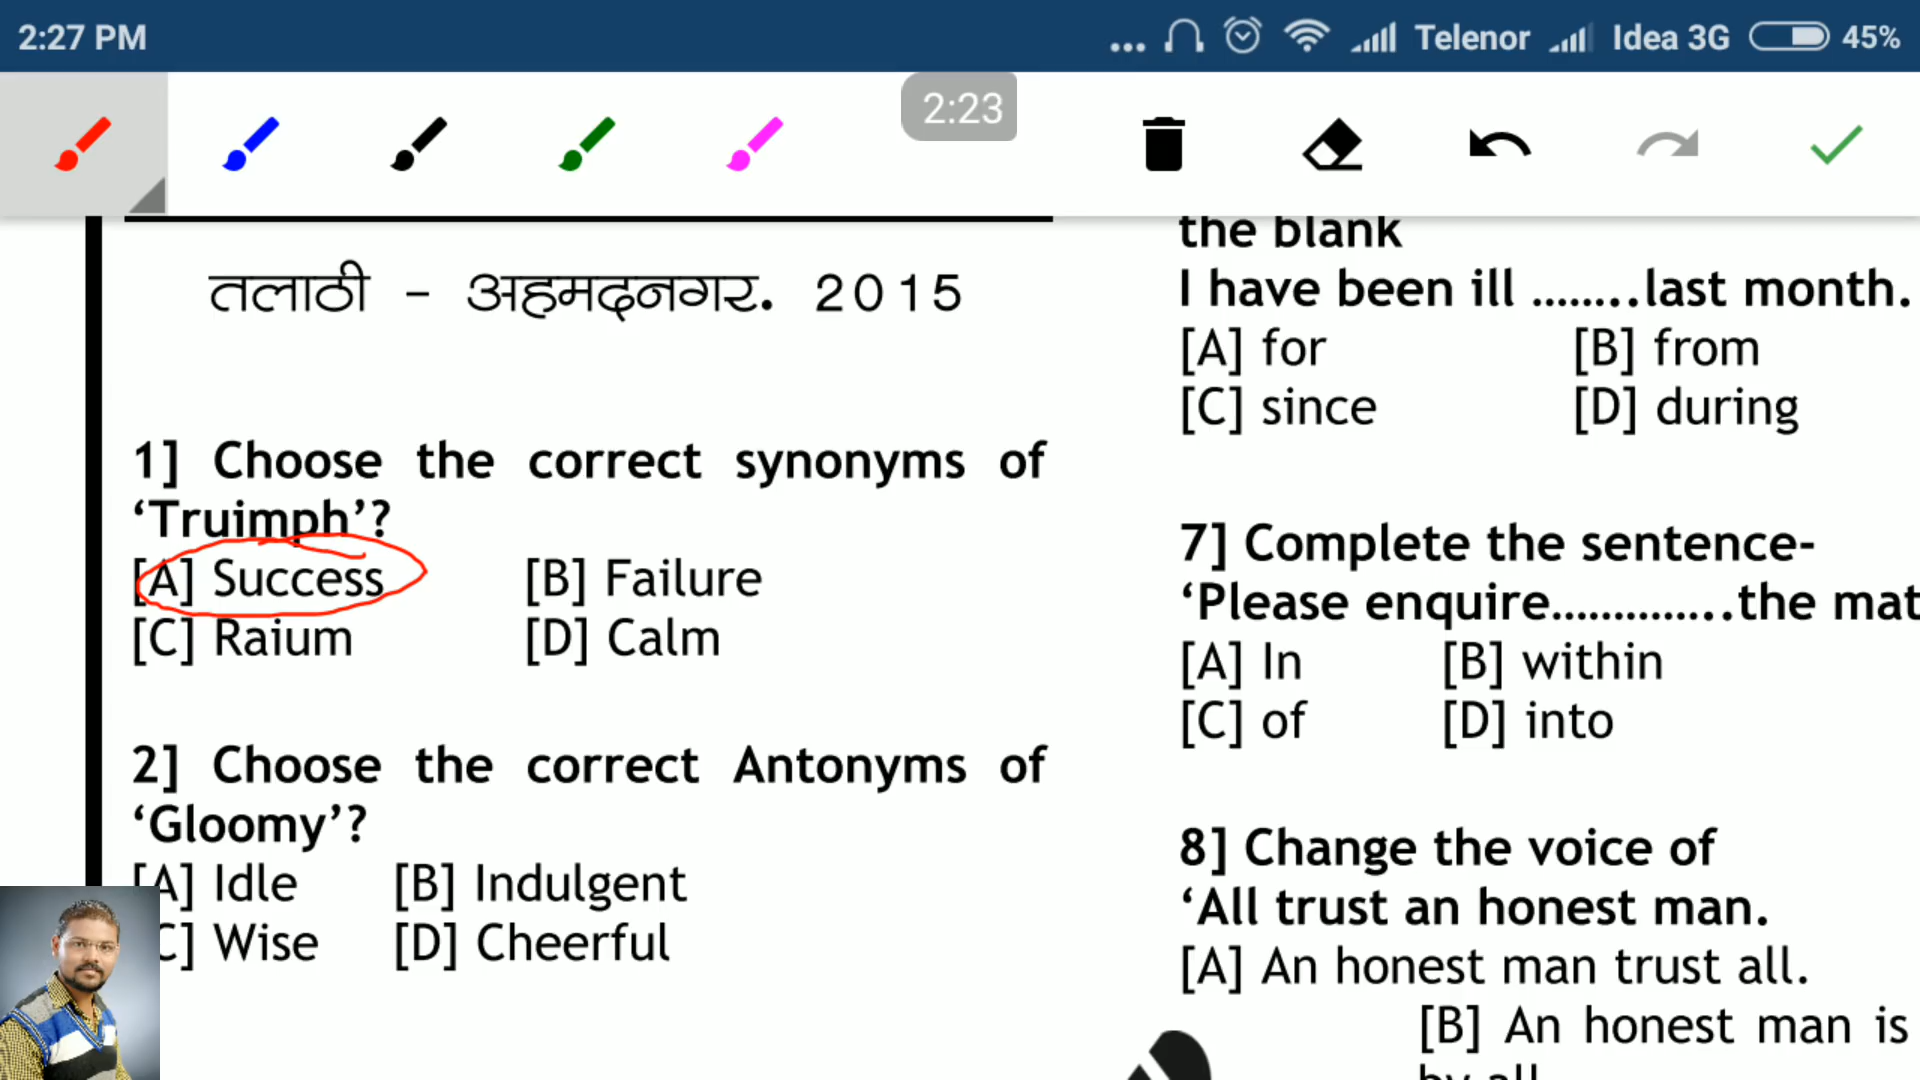 2:27 PM
... Telenor Idea 3G 45%
2:23
तलाठी - अहमदनगर. 2015
1] Choose the correct synonyms of
‘Truimph’?
[A] Success [B] Failure
[C] Raium [D] Calm
2] Choose the correct Antonyms of
‘Gloomy’?
[A] Idle [B] Indulgent
C] Wise [D] Cheerful
the blank
I have been ill ........last month.
[A] for [B] from
[C] since [D] during
7] Complete the sentence-
‘Please enquire..............the mat
[A] In [B] within
[C] of [D] into
8] Change the voice of
‘All trust an honest man.
[A] An honest man trust all.
[B] An honest man is
by all